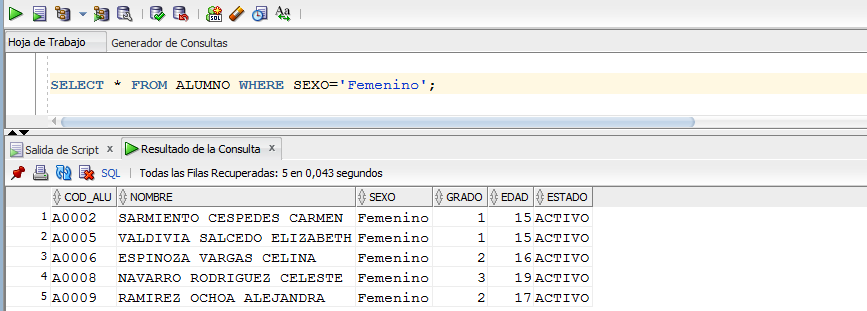 SQL Aa
Hoja de Trabajo Generador de Consultas
SELECT * FROM ALUMNO WHERE SEXO='Femenino';
Salida de Script x Resultado de la Consulta x
SQL | Todas las Filas Recuperadas: 5 en 0,043 segundos
COD_ALU NOMBRE SEXO GRADO EDAD ESTADO
1 A0002 SARMIENTO CESPEDES CARMEN Femenino 1 15 ACTIVO
2 A0005 VALDIVIA SALCEDO ELIZABETH Femenino 1 15 ACTIVO
3 A0006 ESPINOZA VARGAS CELINA Femenino 2 16 ACTIVO
4 A0008 NAVARRO RODRIGUEZ CELESTE Femenino 3 19 ACTIVO
5 A0009 RAMIREZ OCHOA ALEJANDRA Femenino 2 17 ACTIVO